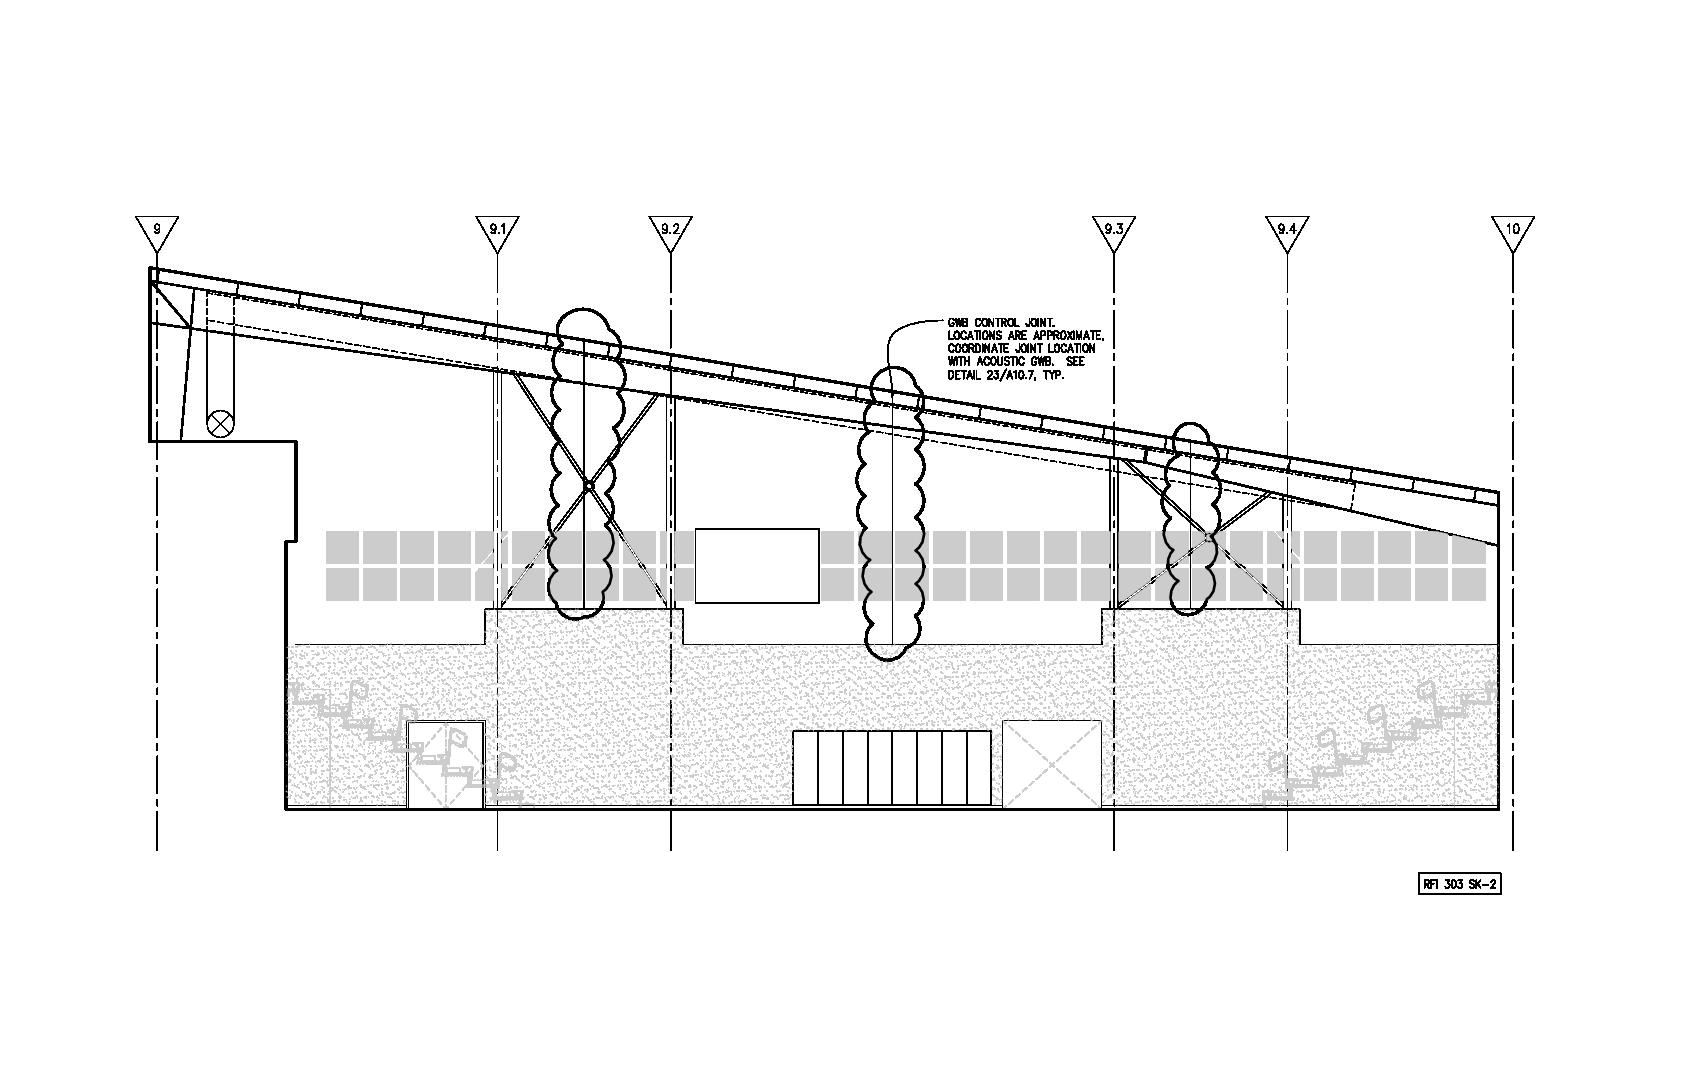 9
9.1
9.2
9.3
9.4
10
GWB CONTROL JOINT.
LOCATIONS ARE APPROXIMATE,
COORDINATE JOINT LOCATION
WITH ACOUSTIC GWB. SEE
DETAIL 23/A10.7, TYP.
RFI 303 SK-2